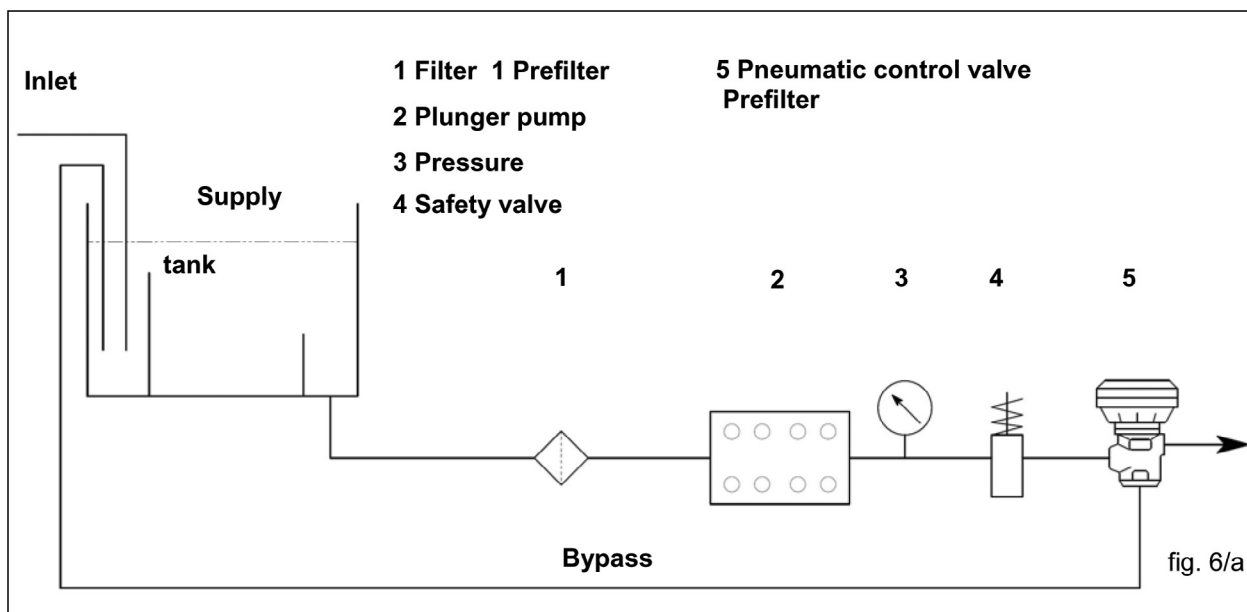 Inlet
1 Filter  1 Prefilter
2 Plunger pump
3 Pressure
4 Safety valve
5 Pneumatic control valve
Prefilter
Supply
tank
1
2
3
4
5
Bypass
fig. 6/a